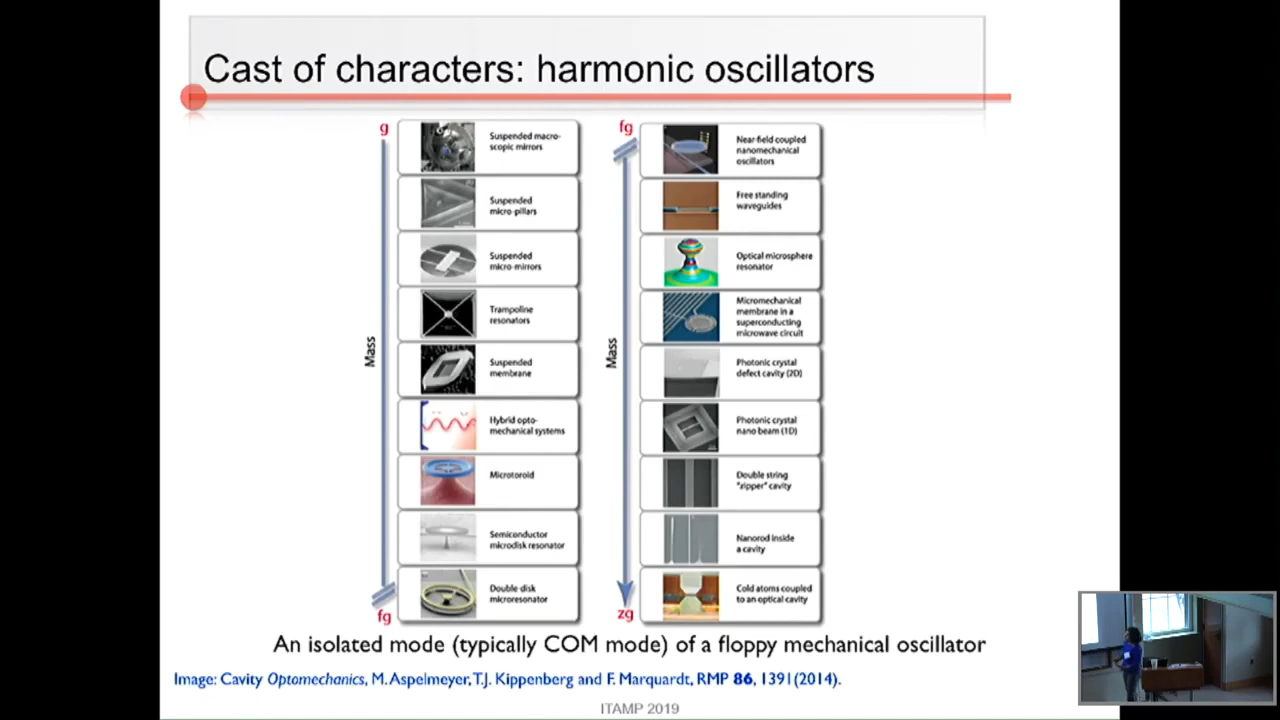 Cast of characters: harmonic oscillators
g
Suspended macro-
scopic mirrors
Suspended
micro-pillars
Suspended
micro-mirrors
Trampoline
resonators
Mass
Suspended
membrane
Hybrid opto-
mechanical systems
Microtoroid
Semiconductor
microdisk resonator
Double-disk
microresonator
fg
fg
Near-field coupled
nanomechanical
oscillators
Free standing
waveguides
Optical microsphere
resonator
Micromechanical
membrane in a
superconducting
microwave circuit
Mass
Photonic crystal
defect cavity (2D)
Photonic crystal
nano beam (1D)
Double string
"zipper" cavity
Nanorod inside
a cavity
Cold atoms coupled
to an optical cavity
zg
An isolated mode (typically COM mode) of a floppy mechanical oscillator
Image: Cavity Optomechanics, M. Aspelmeyer, T.J. Kippenberg and F. Marquardt, RMP 86, 1391(2014).
ITAMP 2019